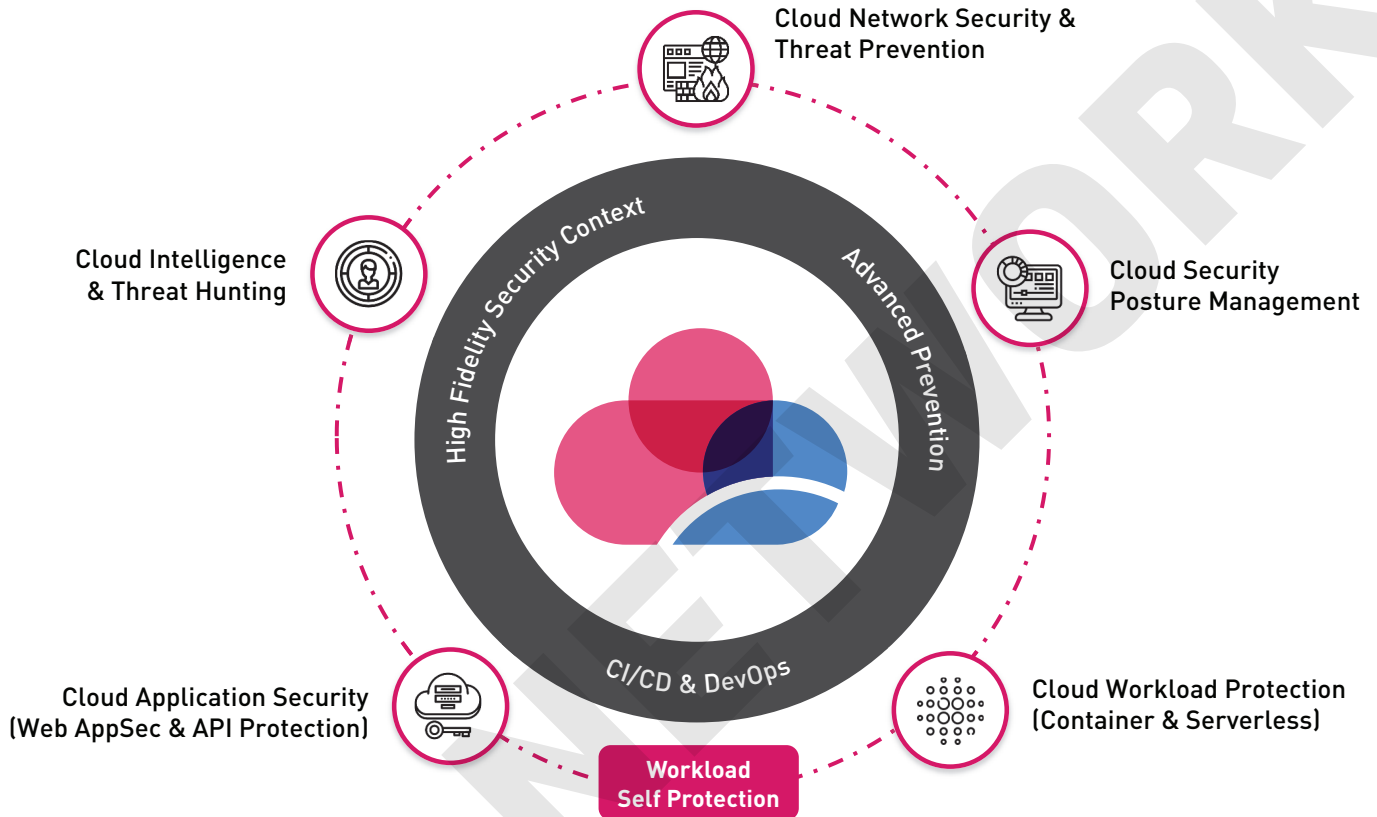 Cloud Network Security &
Threat Prevention
Cloud Intelligence
& Threat Hunting
Cloud Security
Posture Management
High Fidelity Security Context
Advanced Prevention
CI/CD & DevOps
Cloud Application Security
(Web AppSec & API Protection)
Cloud Workload Protection
(Container & Serverless)
Workload
Self Protection
NETWORK